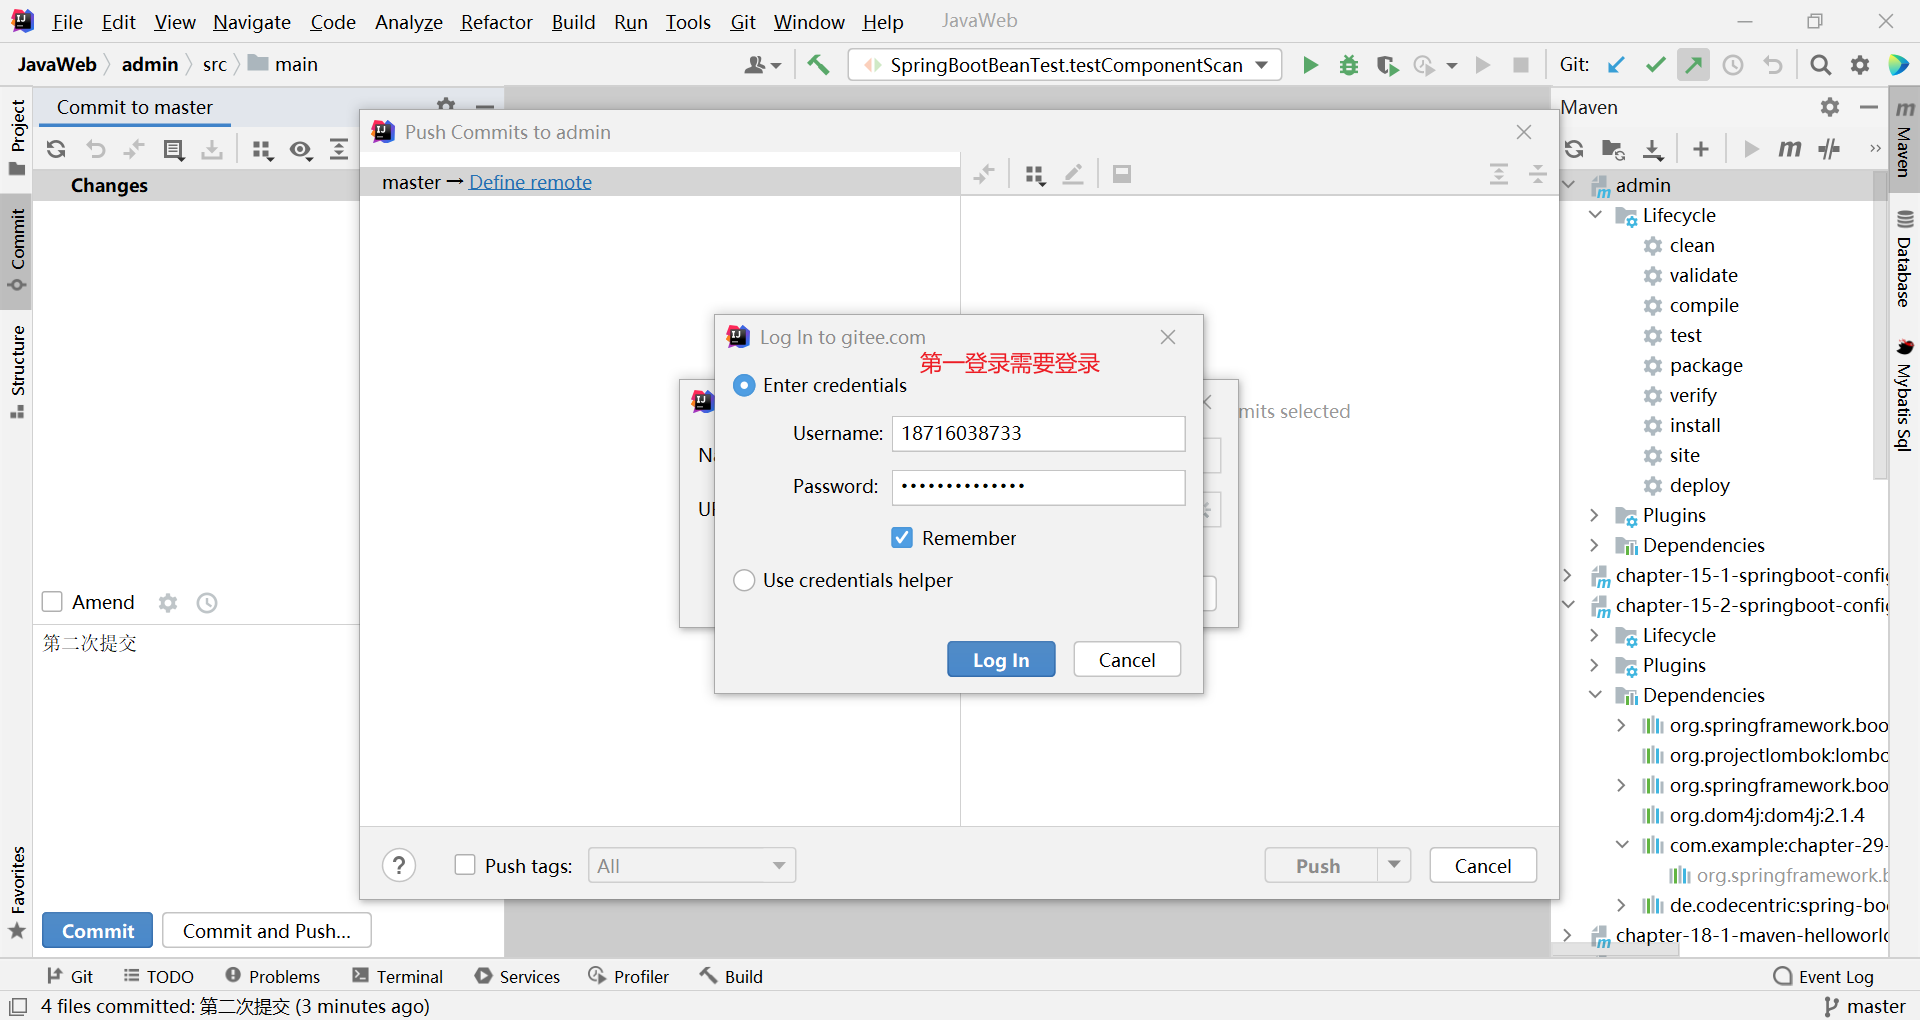 File Edit View Navigate Code Analyze Refactor Build Run Tools Git Window Help JavaWeb
JavaWeb admin src main
SpringBootBeanTest.testComponentScan
Git:
Project
Commit
Structure
Favorites
Commit to master
Changes
Amend
第二次提交
Commit
Commit and Push...
Push Commits to admin
master → Define remote
mits selected
Log In to gitee.com
第一登录需要登录
Enter credentials
Username: 18716038733
Password: ••••••••••••••
Remember
Use credentials helper
Log In
Cancel
?
Push tags: All
Push
Cancel
Maven
admin
Lifecycle
clean
validate
compile
test
package
verify
install
site
deploy
Plugins
Dependencies
chapter-15-1-springboot-confi
chapter-15-2-springboot-confi
Lifecycle
Plugins
Dependencies
org.springframework.boo
org.projectlombok:lombo
org.springframework.boo
org.dom4j:dom4j:2.1.4
com.example:chapter-29-
org.springframework.b
de.codecentric:spring-boo
chapter-18-1-maven-helloworld
Maven
Database
Mybatis Sql
Git TODO Problems Terminal Services Profiler Build Event Log
4 files committed: 第二次提交 (3 minutes ago)
master